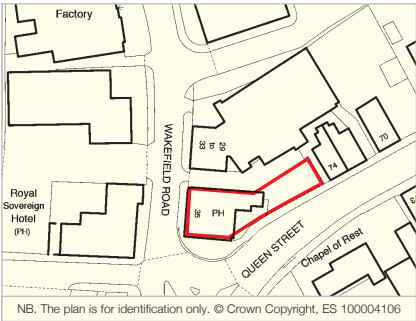 Factory
WAKEFIELD ROAD
29
to
33
70
74
Royal
Sovereign
Hotel
(PH)
35
PH
QUEEN STREET
Chapel of Rest
NB. The plan is for identification only. © Crown Copyright, ES 100004106